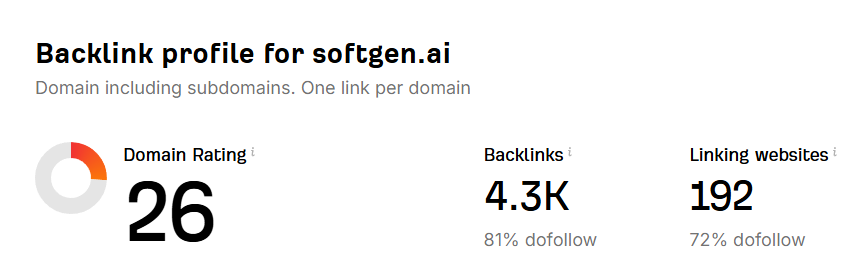 Backlink profile for softgen.ai
Domain including subdomains. One link per domain
Domain Rating i
26
Backlinks i
4.3K
81% dofollow
Linking websites i
192
72% dofollow